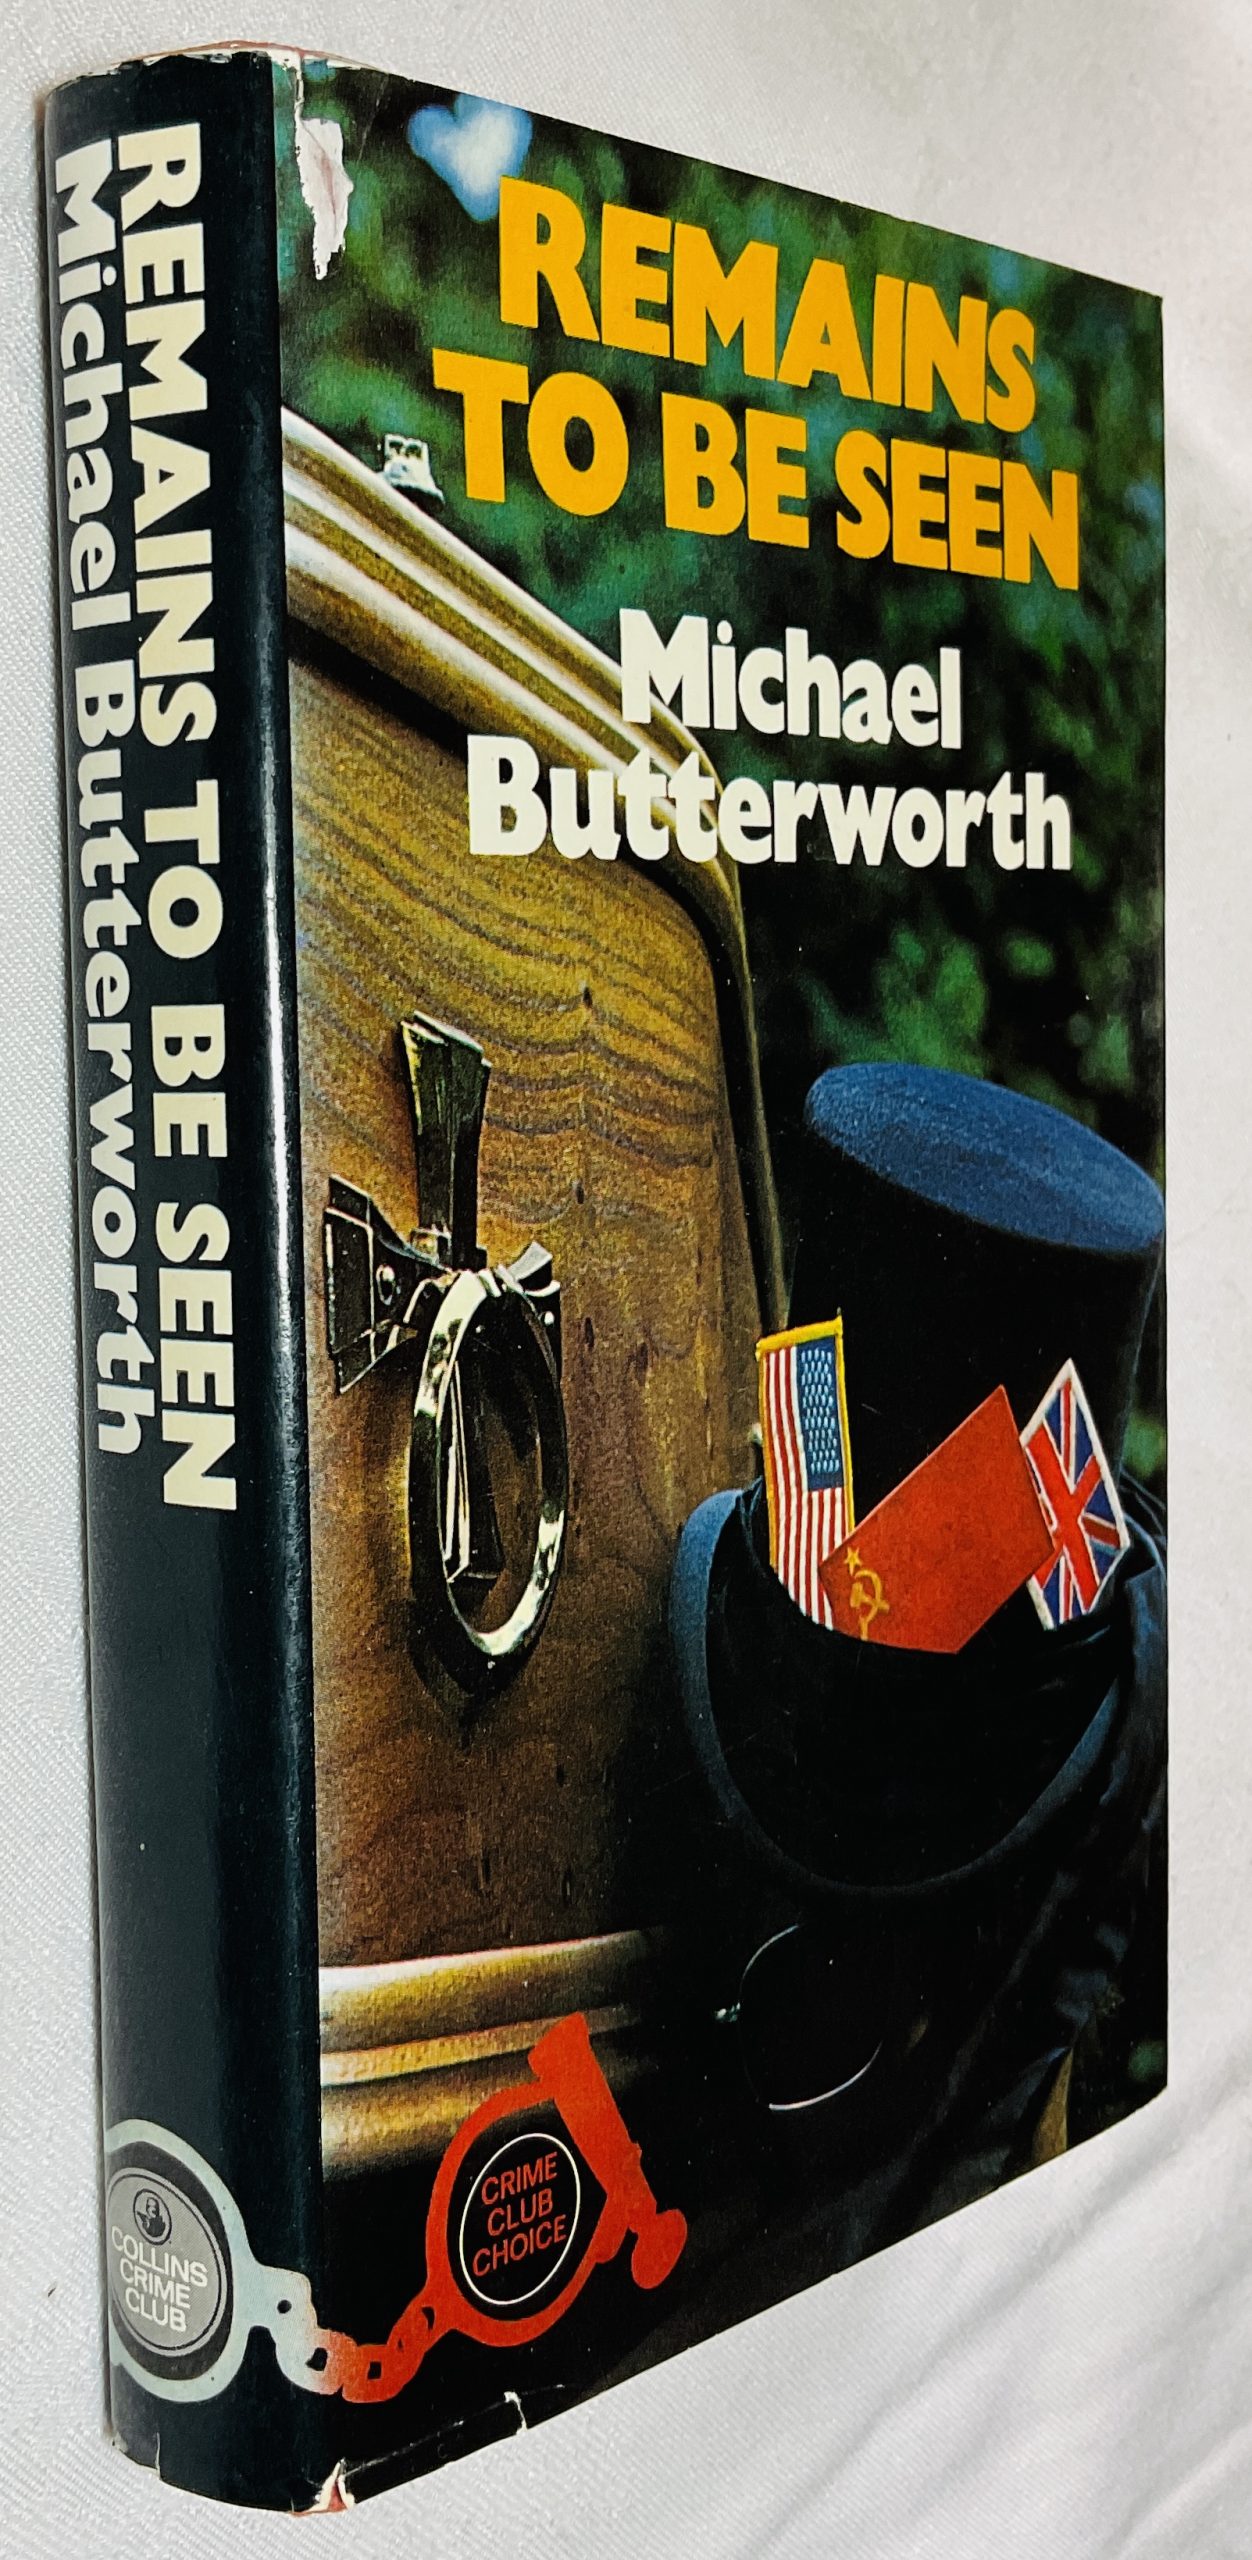 REMAINS TO BE SEEN
Michael Butterworth
COLLINS
CRIME
CLUB
REMAINS
TO BE SEEN
Michael
Butterworth
CRIME
CLUB
CHOICE